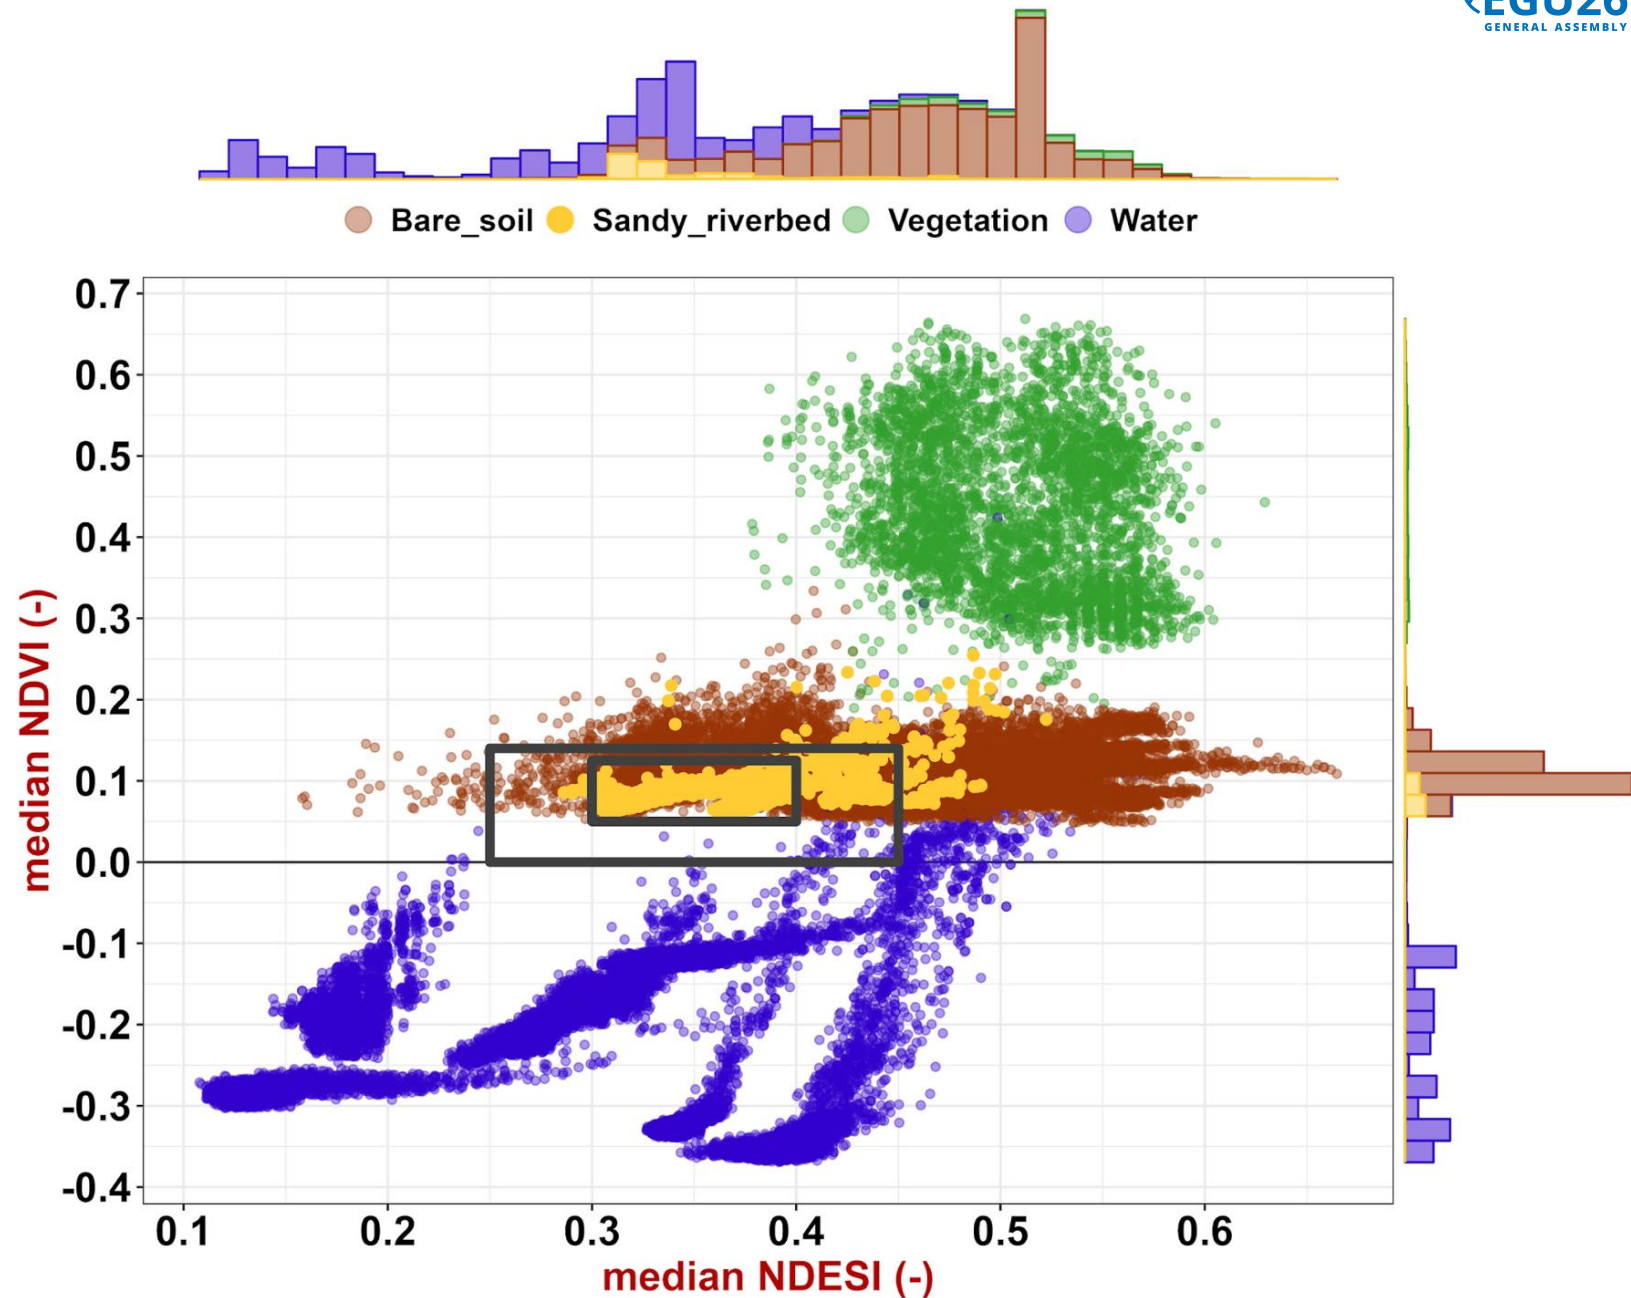 EGU26
GENERAL ASSEMBLY
Bare_soil Sandy_riverbed Vegetation Water
0.7
0.6
0.5
0.4
0.3
0.2
0.1
0.0
-0.1
-0.2
-0.3
-0.4
median NDVI (-)
0.1 0.2 0.3 0.4 0.5 0.6
median NDESI (-)